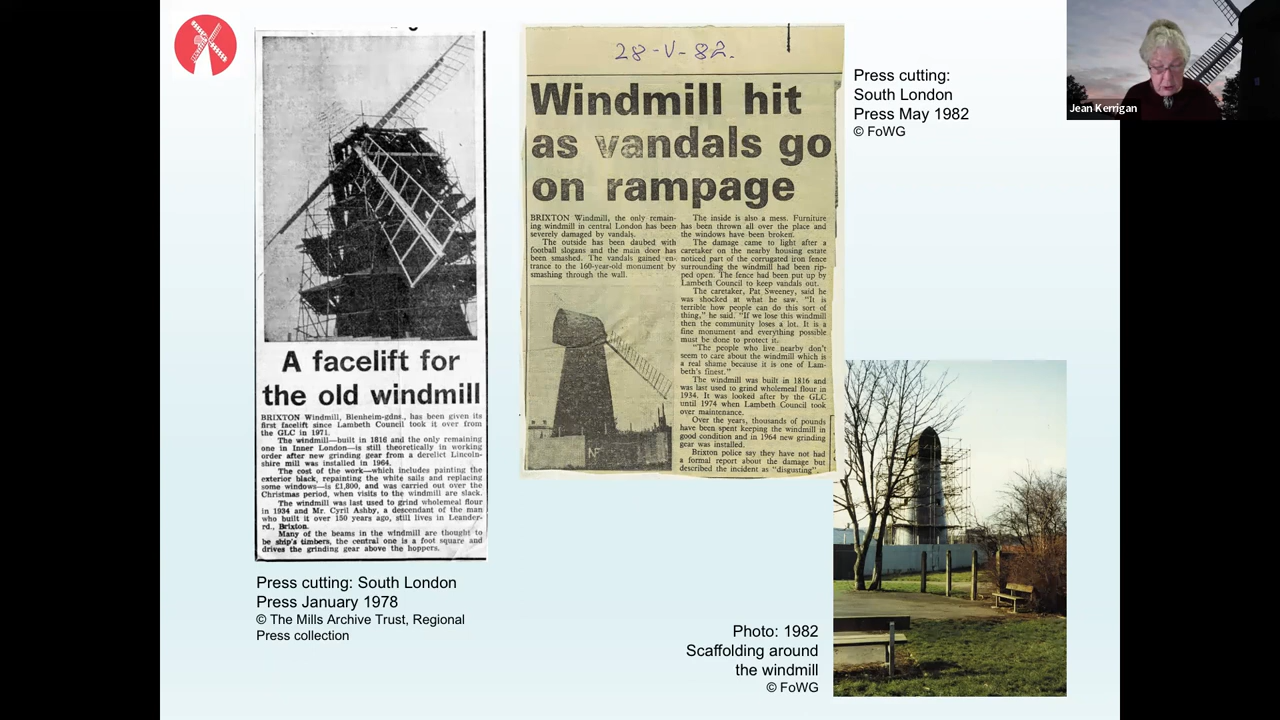 A facelift for
the old windmill
BRIXTON Windmill, Blenheim-gdns., has been given its
first facelift since Lambeth Council took it over from
the GLC in 1971.
The windmill—built in 1816 and the only remaining
one in Inner London—is still theoretically in working
order after new grinding gear from a derelict Lincoln-
shire mill was installed in 1964.
The cost of the work—which includes painting the
exterior black, repainting the white sails and replacing
some windows—is £1,800, and was carried out over the
Christmas period, when visits to the windmill are slack.
The windmill was last used to grind wholemeal flour
in 1934 and Mr. Cyril Ashby, a descendant of the man
who built it over 150 years ago, still lives in Leander-
rd., Brixton.
Many of the beams in the windmill are thought to
be ship's timbers, the central one is a foot square and
drives the grinding gear above the hoppers.
Press cutting: South London
Press January 1978
© The Mills Archive Trust, Regional
Press collection
28-V-82.
Windmill hit
as vandals go
on rampage
BRIXTON Windmill, the only remain-
ing windmill in central London has been
severely damaged by vandals.
The outside has been daubed with
football slogans and the main door has
been smashed. The vandals gained en-
trance to the 160-year-old monument by
smashing through the wall.
NF
The inside is also a mess. Furniture
has been thrown all over the place and
the windows have been broken.
The damage came to light after a
caretaker on the nearby housing estate
noticed part of the corrugated iron fence
surrounding the windmill had been rip-
ped open. The fence had been put up by
Lambeth Council to keep vandals out.
The caretaker, Pat Sweeney, said he
was shocked at what he saw. "It is
terrible how people can do this sort of
thing," he said. "If we lose this windmill
then the community loses a lot. It is a
fine monument and everything possible
must be done to protect it.
"The people who live nearby don't
seem to care about the windmill which is
a real shame because it is one of Lam-
beth's finest."
The windmill was built in 1816 and
was last used to grind wholemeal flour in
1934. It was looked after by the GLC
until 1974 when Lambeth Council took
over maintenance.
Over the years, thousands of pounds
have been spent keeping the windmill in
good condition and in 1964 new grinding
gear was installed.
Brixton police say they have not had
a formal report about the damage but
described the incident as "disgusting".
Press cutting:
South London
Press May 1982
© FoWG
Photo: 1982
Scaffolding around
the windmill
© FoWG
Jean Kerrigan